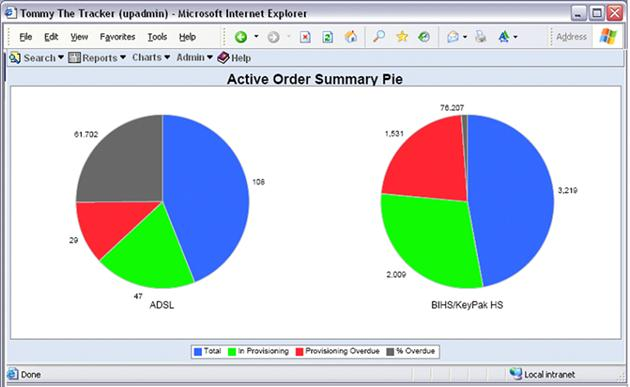 Tommy The Tracker (upadmin) - Microsoft Internet Explorer
File Edit View Favorites Tools Help Address
Search Reports Charts Admin Help
Active Order Summary Pie
61.702
108
29
47
ADSL
76.207
1,531
3,219
2,009
BIHS/KeyPak HS
Total In Provisioning Provisioning Overdue % Overdue
Done Local intranet